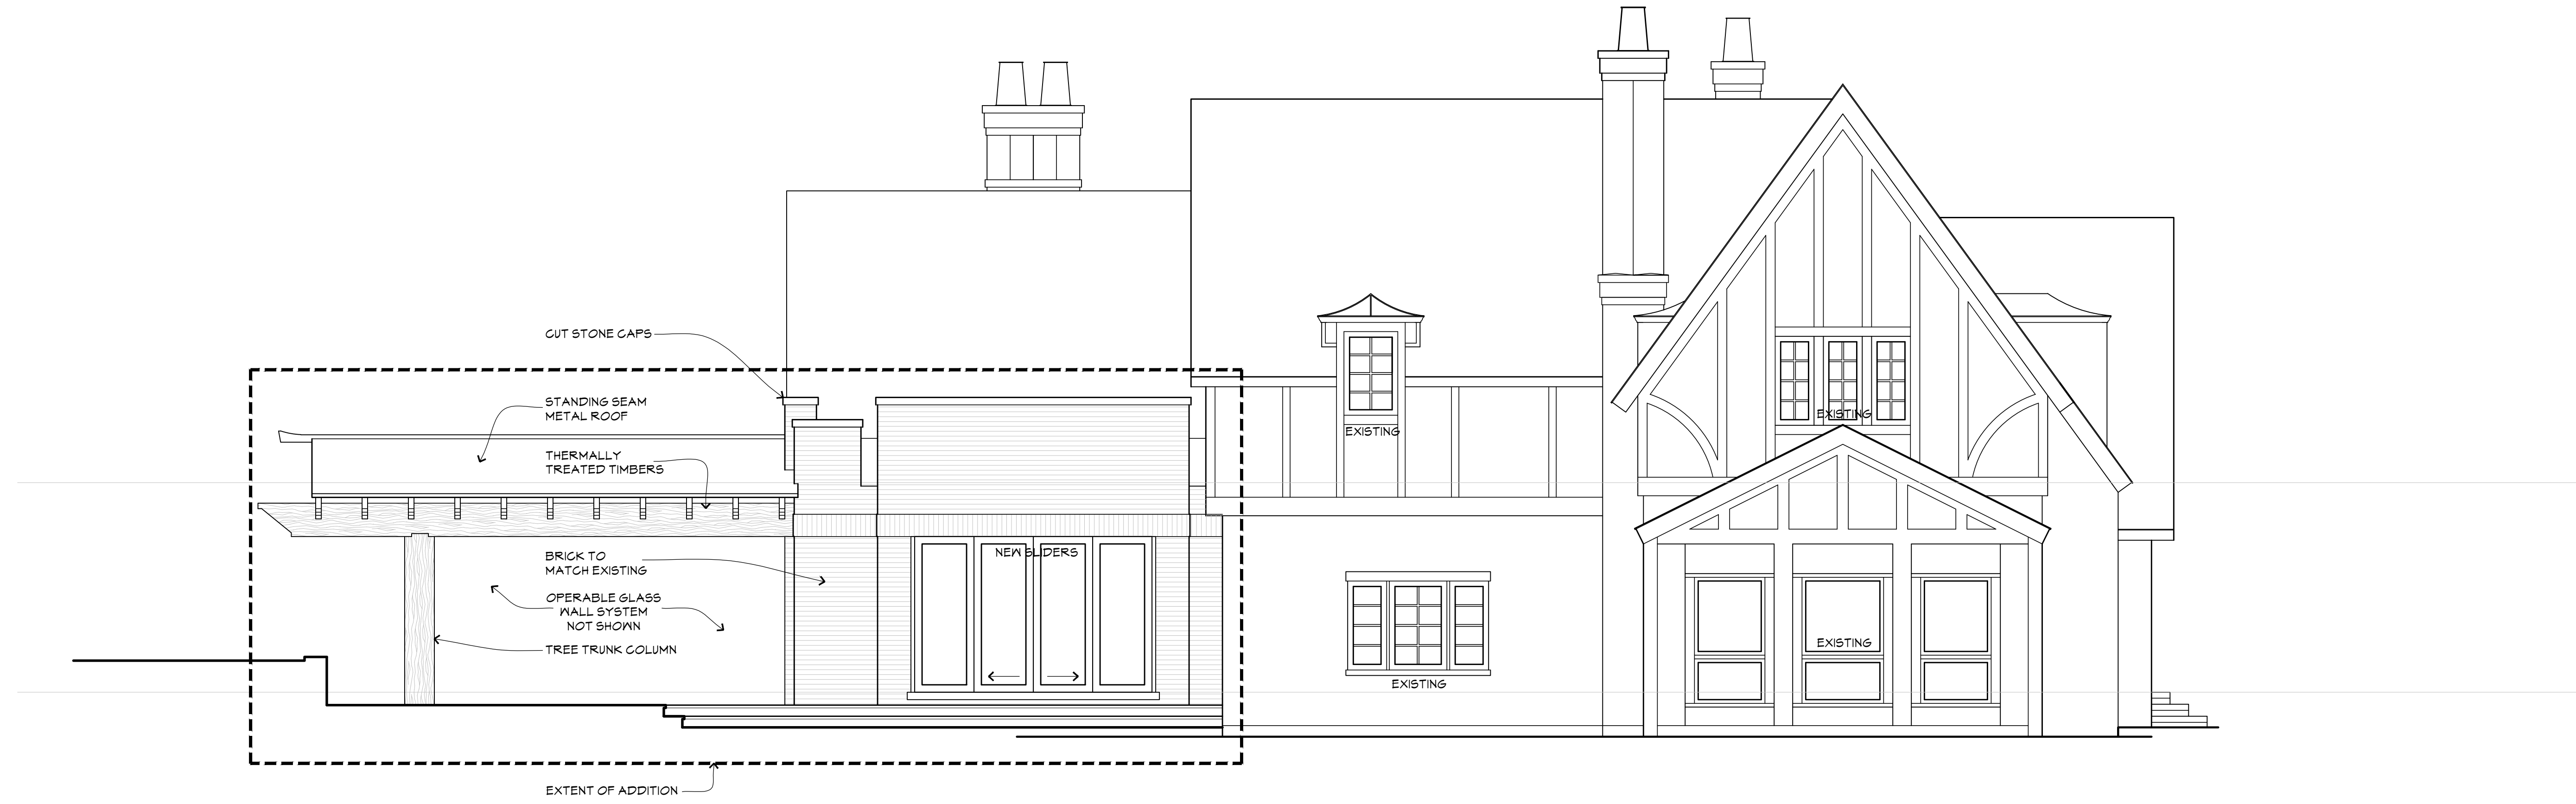 CUT STONE CAPS
STANDING SEAM
METAL ROOF
THERMALLY
TREATED TIMBERS
BRICK TO
MATCH EXISTING
OPERABLE GLASS
WALL SYSTEM
NOT SHOWN
TREE TRUNK COLUMN
EXTENT OF ADDITION
NEW SLIDERS
EXISTING
EXISTING
EXISTING
EXISTING